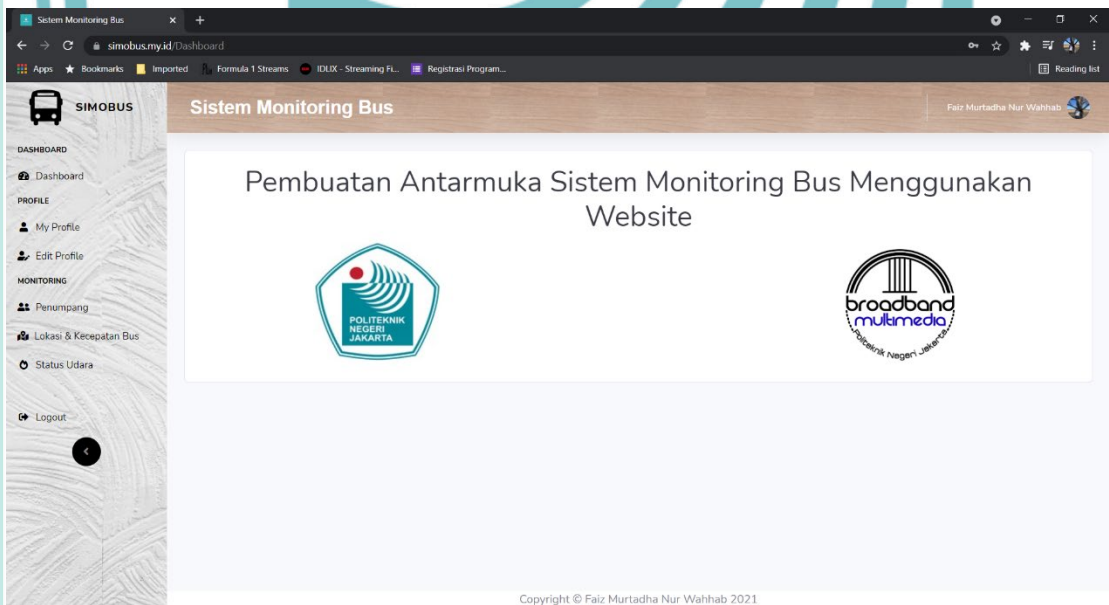 Sistem Monitoring Bus
simobus.my.id/Dashboard
Apps
Bookmarks
Imported
Formula 1 Streams
IDLIX - Streaming Fi...
Registrasi Program...
Reading list
SIMOBUS
Sistem Monitoring Bus
Faiz Murtadha Nur Wahhab
DASHBOARD
Dashboard
PROFILE
My Profile
Edit Profile
MONITORING
Penumpang
Lokasi & Kecepatan Bus
Status Udara
Logout
Pembuatan Antarmuka Sistem Monitoring Bus Menggunakan
Website
POLITEKNIK
NEGERI
JAKARTA
broadband
multimedia
Politeknik Negeri Jakarta
Copyright © Faiz Murtadha Nur Wahhab 2021